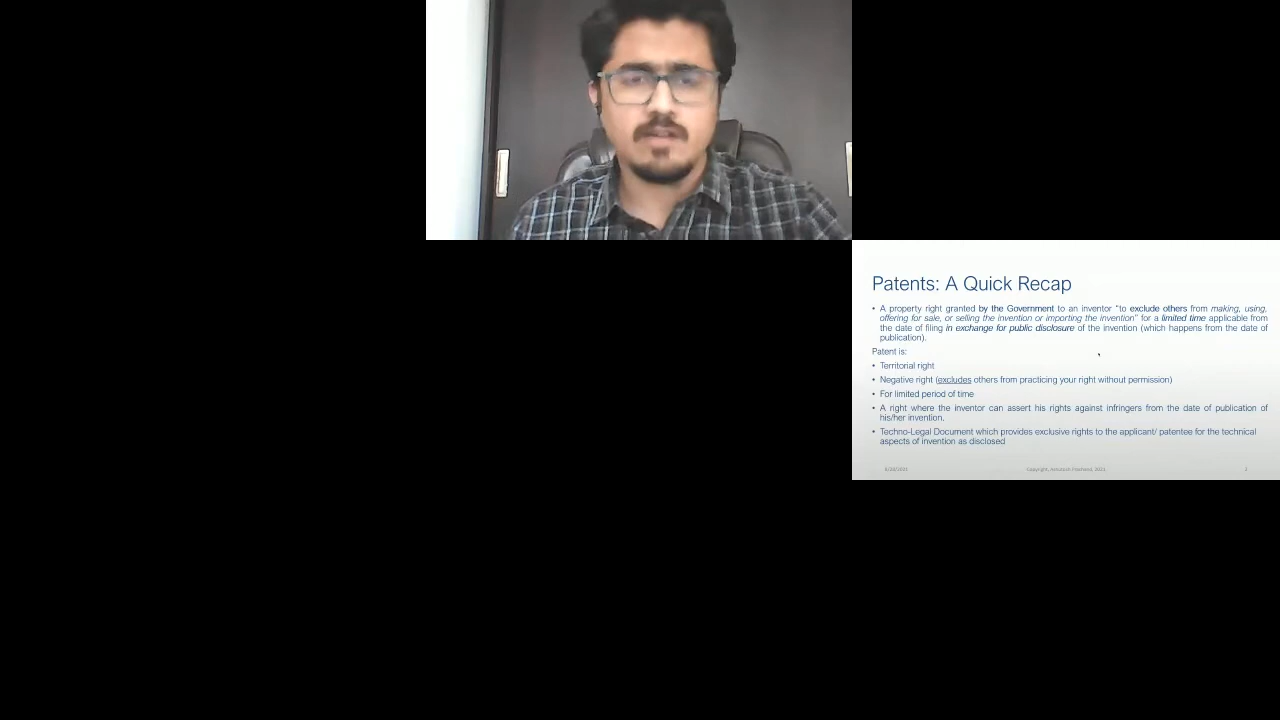 Patents: A Quick Recap
• A property right granted by the Government to an inventor "to exclude others from making, using,
offering for sale, or selling the invention or importing the invention" for a limited time applicable from
the date of filing in exchange for public disclosure of the invention (which happens from the date of
publication).
Patent is:
• Territorial right
• Negative right (excludes others from practicing your right without permission)
• For limited period of time
• A right where the inventor can assert his rights against infringers from the date of publication of
his/her invention.
• Techno-Legal Document which provides exclusive rights to the applicant/ patentee for the technical
aspects of invention as disclosed
Copyright, 2021
2